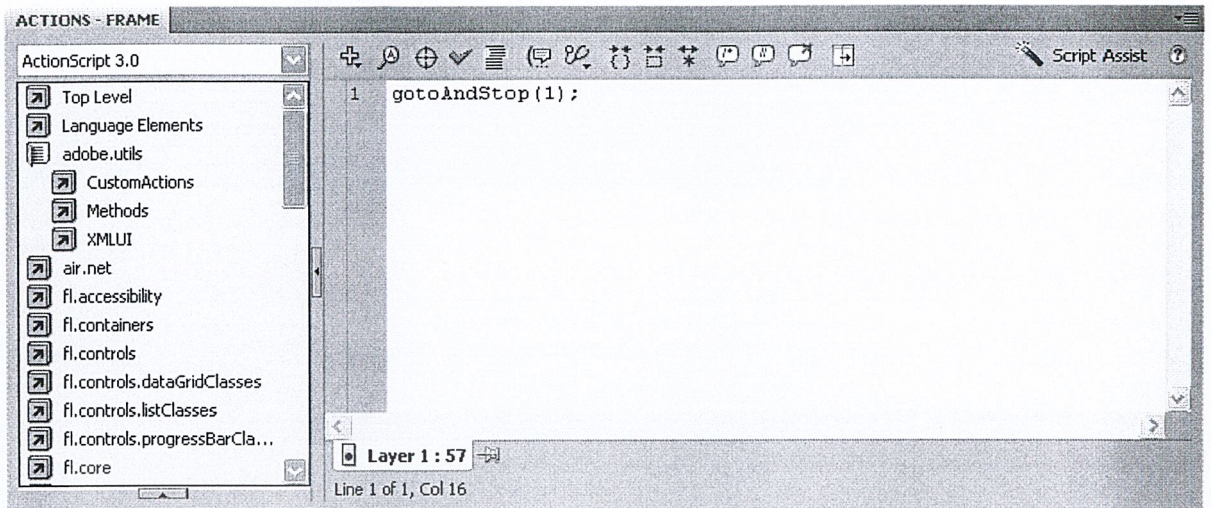 ACTIONS - FRAME
ActionScript 3.0
Top Level
Language Elements
adobe.utils
CustomActions
Methods
XMLUI
air.net
fl.accessibility
fl.containers
fl.controls
fl.controls.dataGridClasses
fl.controls.listClasses
fl.controls.progressBarCla...
fl.core
Script Assist ?
1 gotoAndStop(1);
Layer 1 : 57
Line 1 of 1, Col 16